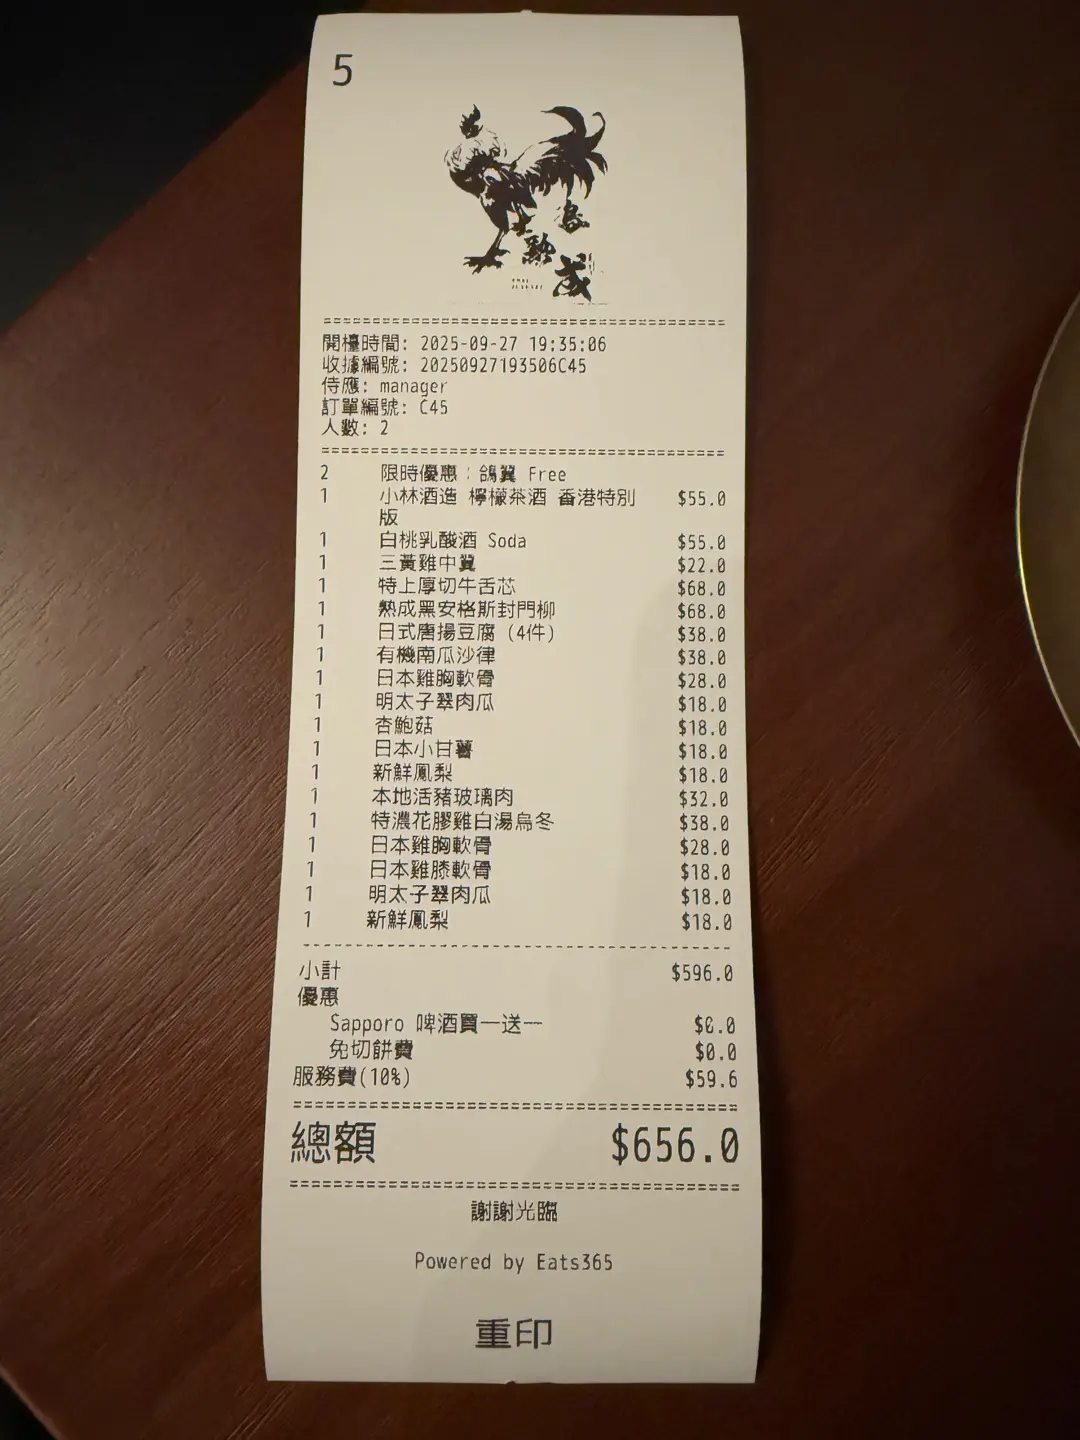 5
熟成
================================
開檯時間: 2025-09-27 19:35:06
收據編號: 20250927193506C45
侍應: manager
訂單編號: C45
人數: 2
================================
2 限時優惠：鴿翼 Free
1 小林酒造 檸檬茶酒 香港特別 $55.0
版
1 白桃乳酸酒 Soda $55.0
1 三黃雞中翼 $22.0
1 特上厚切牛舌芯 $68.0
1 熟成黑安格斯封門柳 $68.0
1 日式唐揚豆腐 (4件) $38.0
1 有機南瓜沙律 $38.0
1 日本雞胸軟骨 $28.0
1 明太子翠肉瓜 $18.0
1 杏鮑菇 $18.0
1 日本小甘薯 $18.0
1 新鮮鳳梨 $18.0
1 本地活豬玻璃肉 $32.0
1 特濃花膠雞白湯烏冬 $38.0
1 日本雞胸軟骨 $28.0
1 日本雞膝軟骨 $18.0
1 明太子翠肉瓜 $18.0
1 新鮮鳳梨 $18.0
--------------------------------
小計 $596.0
優惠
Sapporo 啤酒買一送一 $0.0
免切餅費 $0.0
服務費(10%) $59.6
================================
總額 $656.0
================================
謝謝光臨
Powered by Eats365
重印